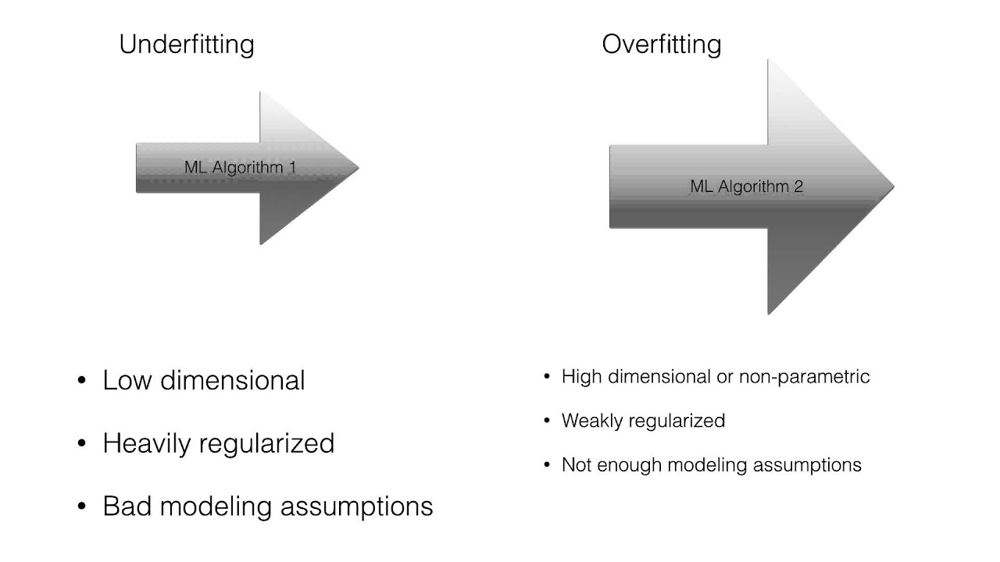 Underfitting
ML Algorithm 1
• Low dimensional
• Heavily regularized
• Bad modeling assumptions
Overfitting
ML Algorithm 2
• High dimensional or non-parametric
• Weakly regularized
• Not enough modeling assumptions